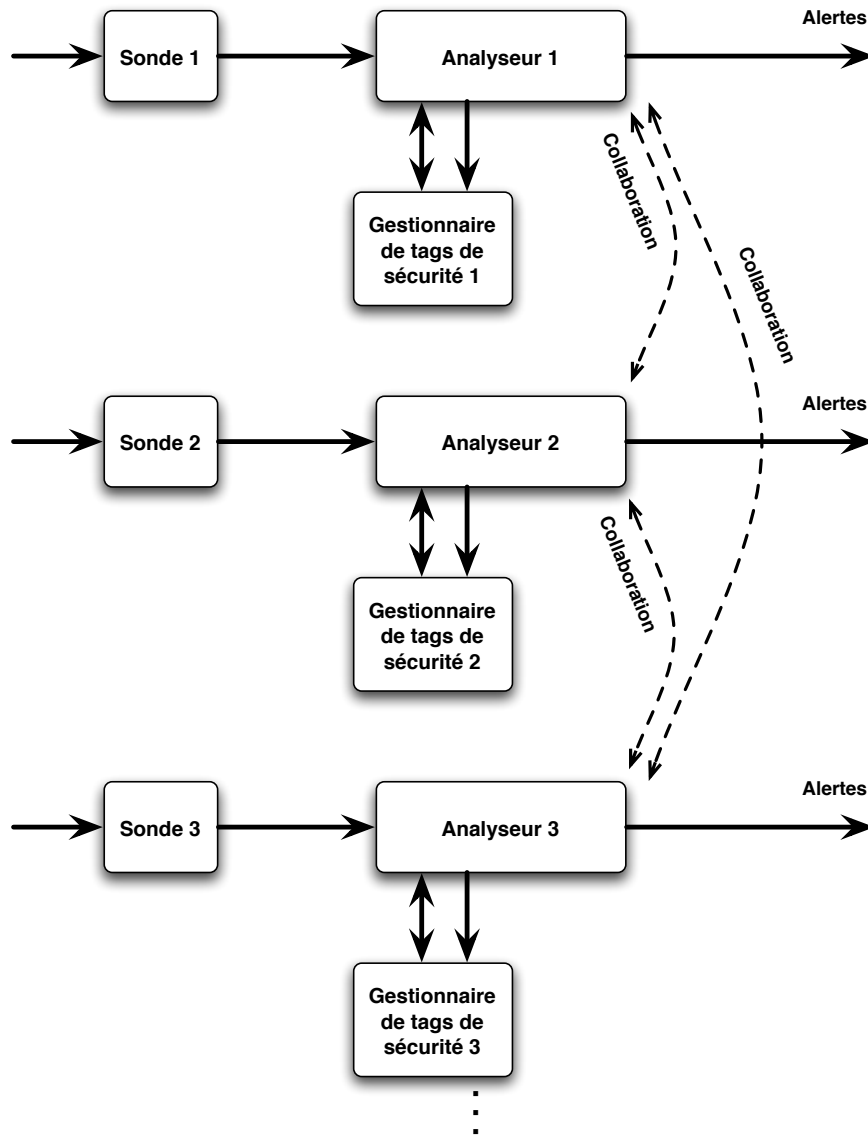 Alertes
Sonde 1
Analyseur 1
Collaboration
Gestionnaire
de tags de
sécurité 1
Collaboration
Alertes
Sonde 2
Analyseur 2
Collaboration
Gestionnaire
de tags de
sécurité 2
Alertes
Sonde 3
Analyseur 3
Gestionnaire
de tags de
sécurité 3